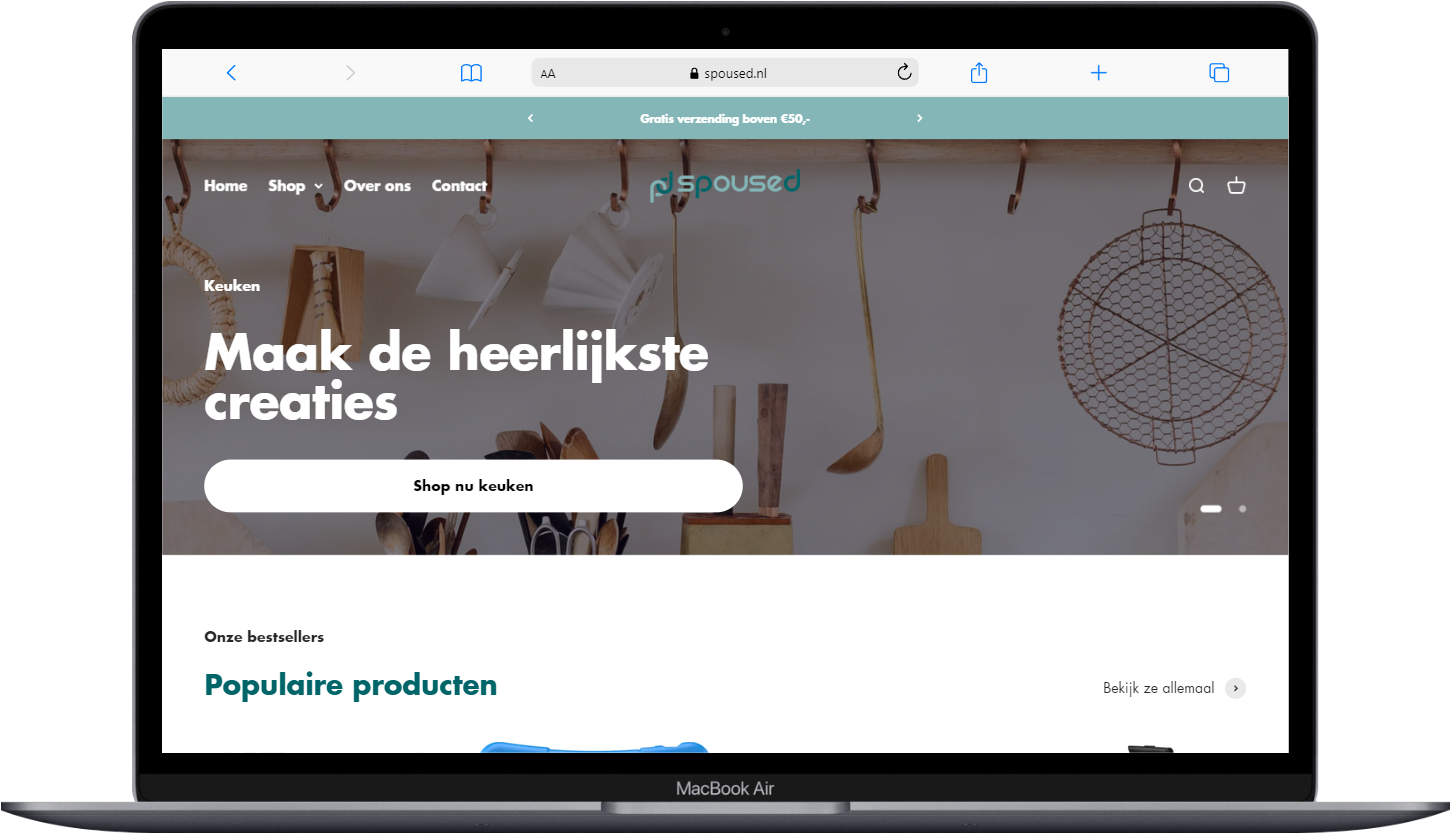 AA
spoused.nl
Gratis verzending boven €50,-
Home Shop Over ons Contact
spoused
Keuken
Maak de heerlijkste
creaties
Shop nu keuken
Onze bestsellers
Populaire producten
Bekijk ze allemaal
MacBook Air